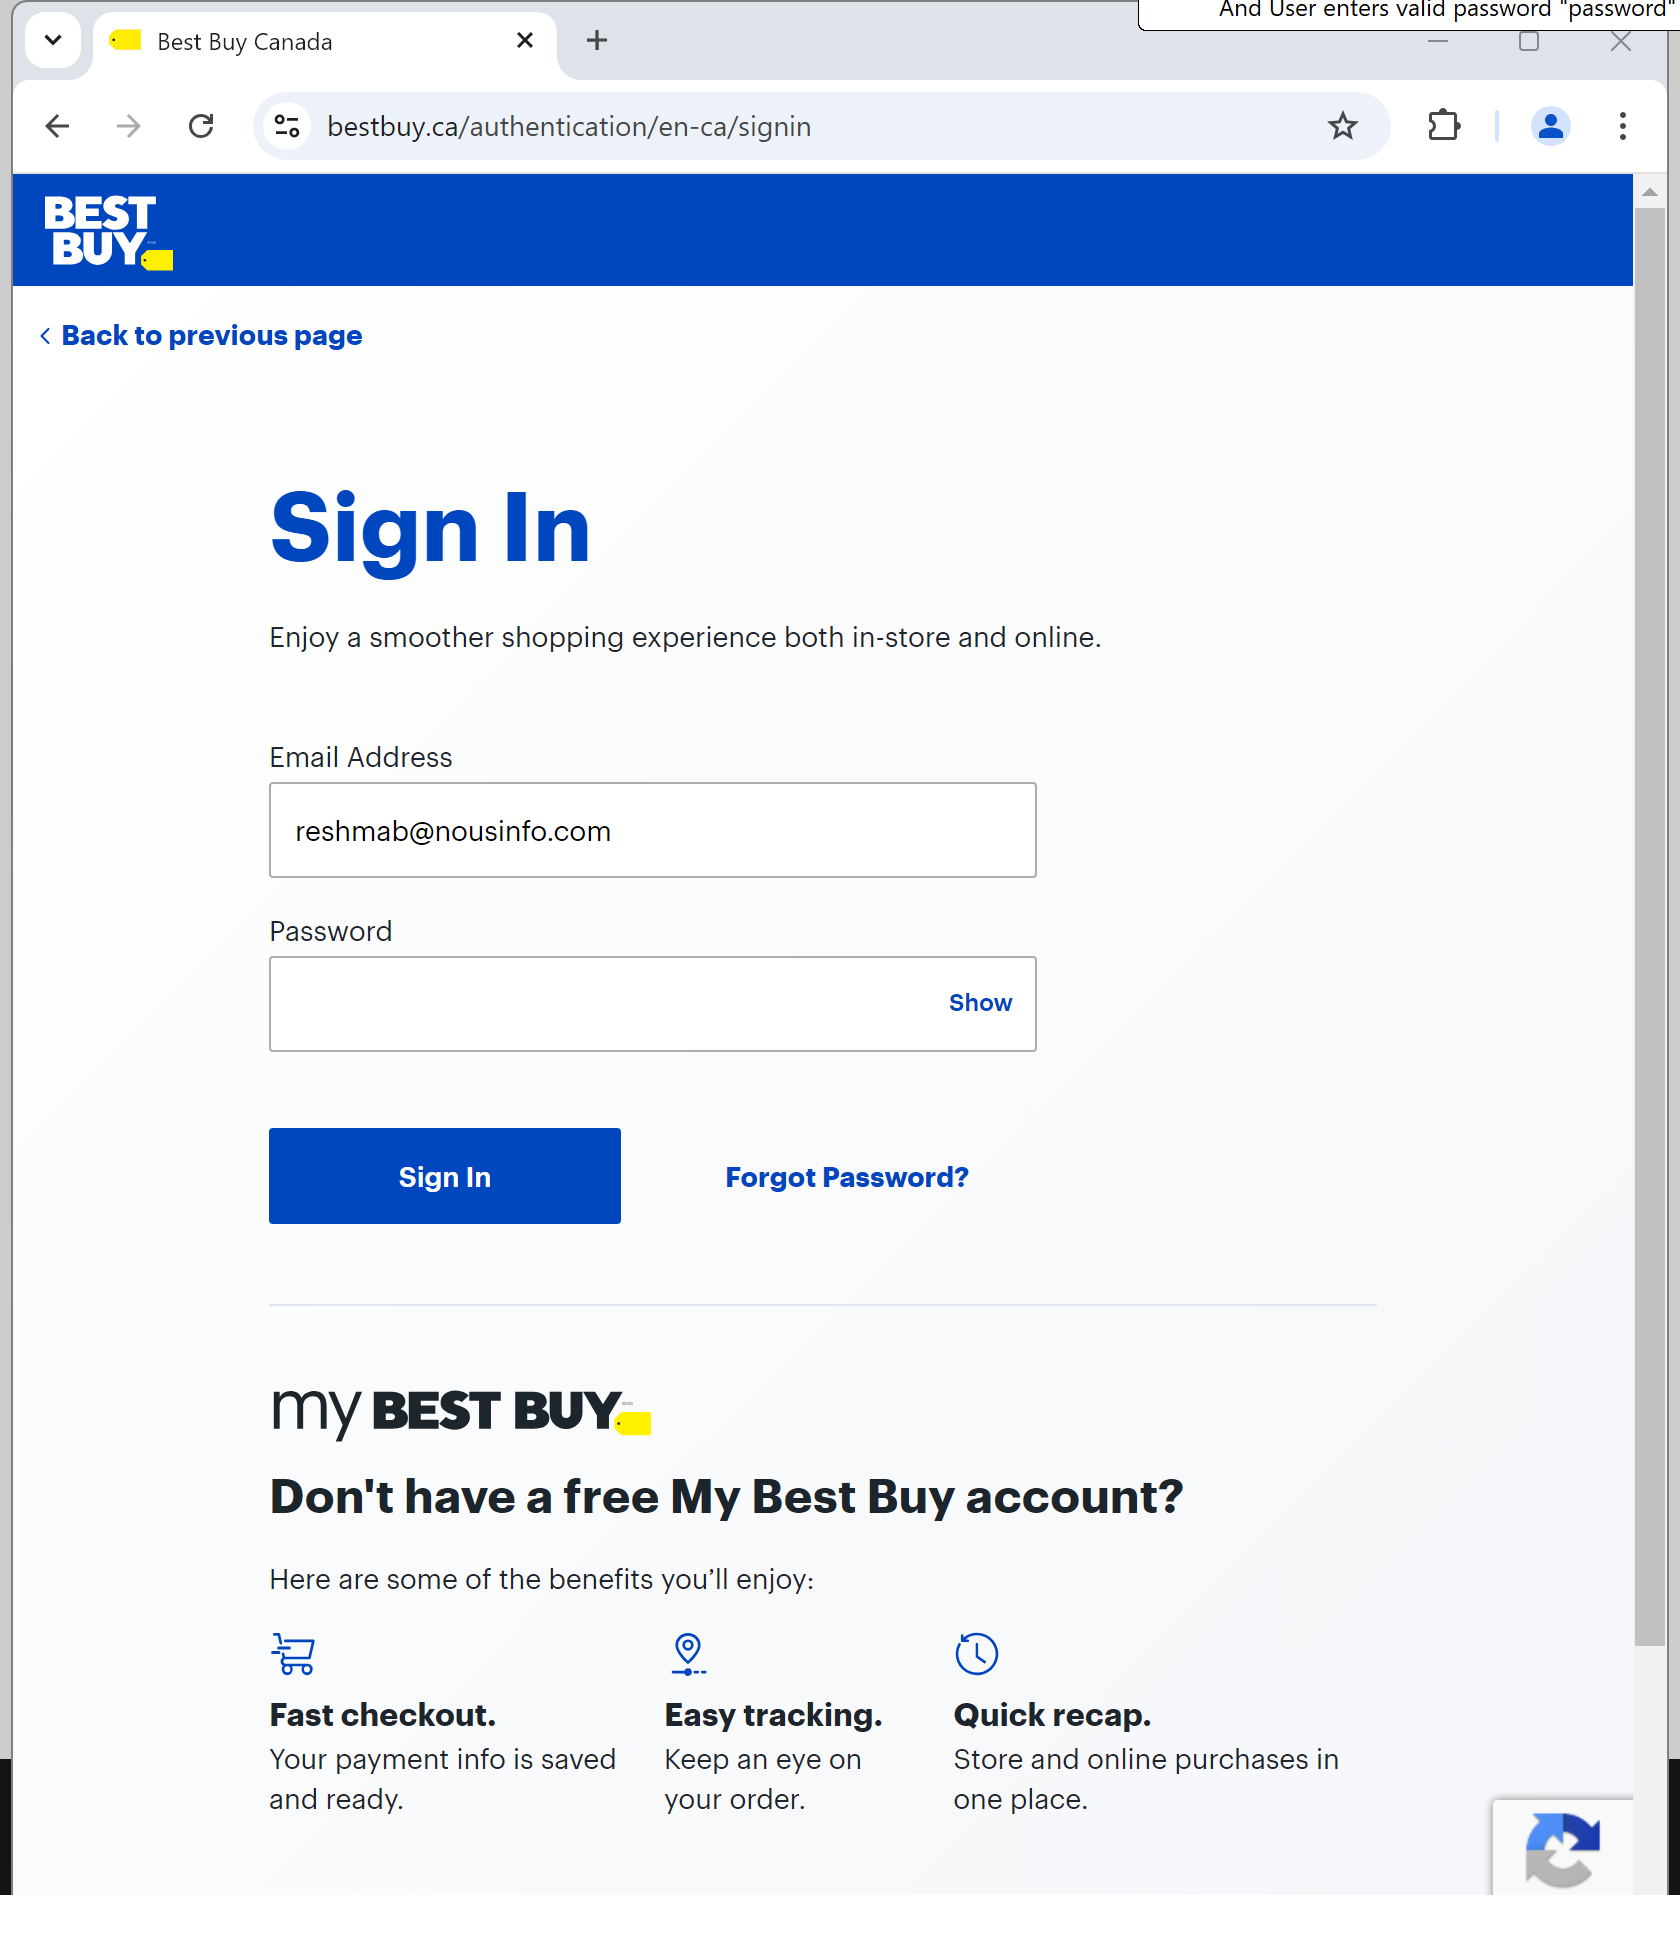 And User enters valid password "password"
Best Buy Canada
bestbuy.ca/authentication/en-ca/signin
BEST
BUY
Back to previous page
Sign In
Enjoy a smoother shopping experience both in-store and online.
Email Address
reshmab@nousinfo.com
Password
Show
Sign In
Forgot Password?
my BEST BUY
Don't have a free My Best Buy account?
Here are some of the benefits you’ll enjoy:
Fast checkout.
Your payment info is saved
and ready.
Easy tracking.
Keep an eye on
your order.
Quick recap.
Store and online purchases in
one place.